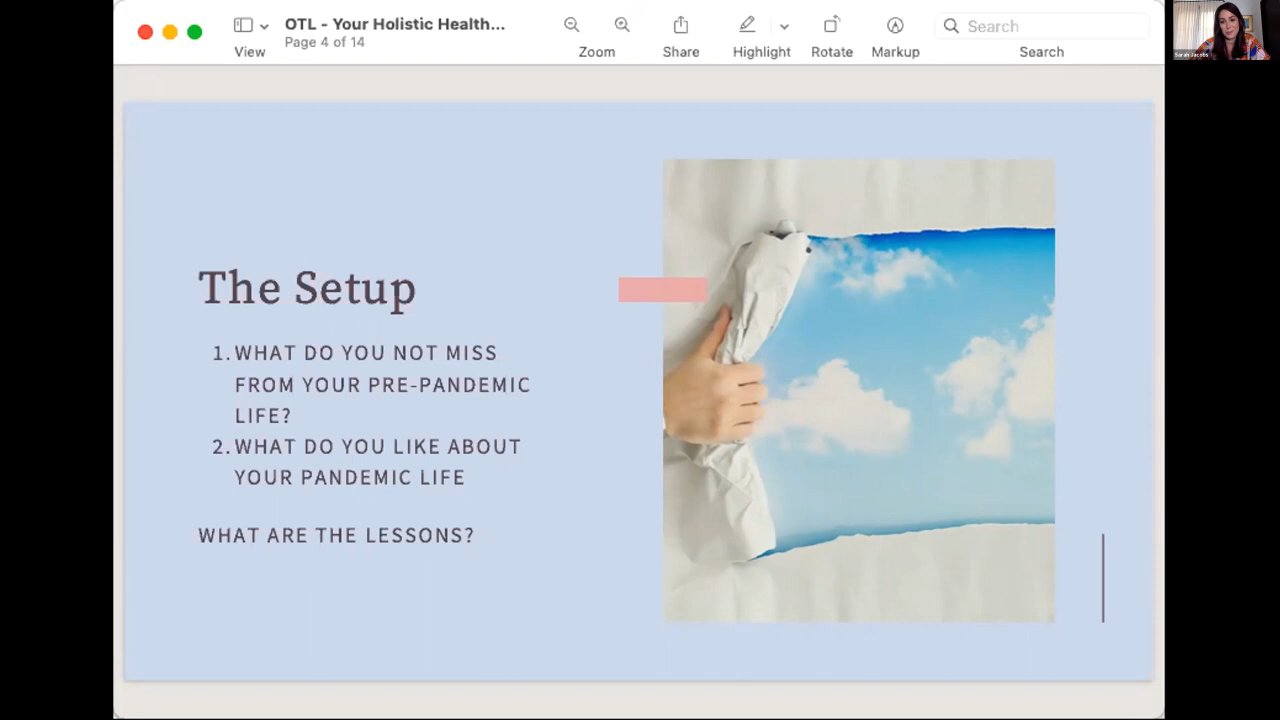 OTL - Your Holistic Health...
Page 4 of 14
View
Zoom
Share
Highlight
Rotate
Markup
Search
Search
Sarah Jacobs
The Setup
1. WHAT DO YOU NOT MISS
FROM YOUR PRE-PANDEMIC
LIFE?
2. WHAT DO YOU LIKE ABOUT
YOUR PANDEMIC LIFE
WHAT ARE THE LESSONS?